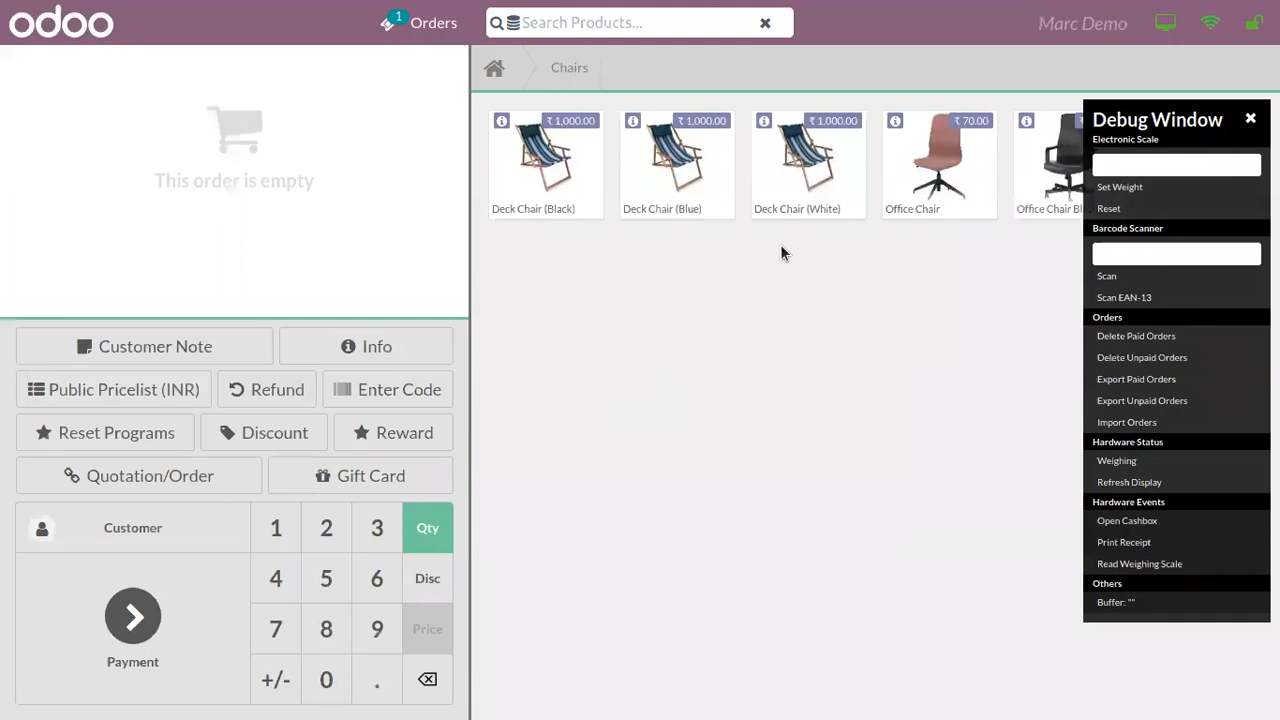 odoo
1
Orders
Search Products...
Marc Demo
This order is empty
Chairs
₹ 1,000.00
₹ 1,000.00
₹ 1,000.00
₹ 70.00
Deck Chair (Black)
Deck Chair (Blue)
Deck Chair (White)
Office Chair
Office Chair Bl
Debug Window
Electronic Scale
Set Weight
Reset
Barcode Scanner
Scan
Scan EAN-13
Orders
Delete Paid Orders
Delete Unpaid Orders
Export Paid Orders
Export Unpaid Orders
Import Orders
Hardware Status
Weighing
Refresh Display
Hardware Events
Open Cashbox
Print Receipt
Read Weighing Scale
Others
Buffer: ""
Customer Note
Info
Public Pricelist (INR)
Refund
Enter Code
Reset Programs
Discount
Reward
Quotation/Order
Gift Card
Customer
1 2 3 Qty
4 5 6 Disc
7 8 9 Price
+/- 0 .
Payment